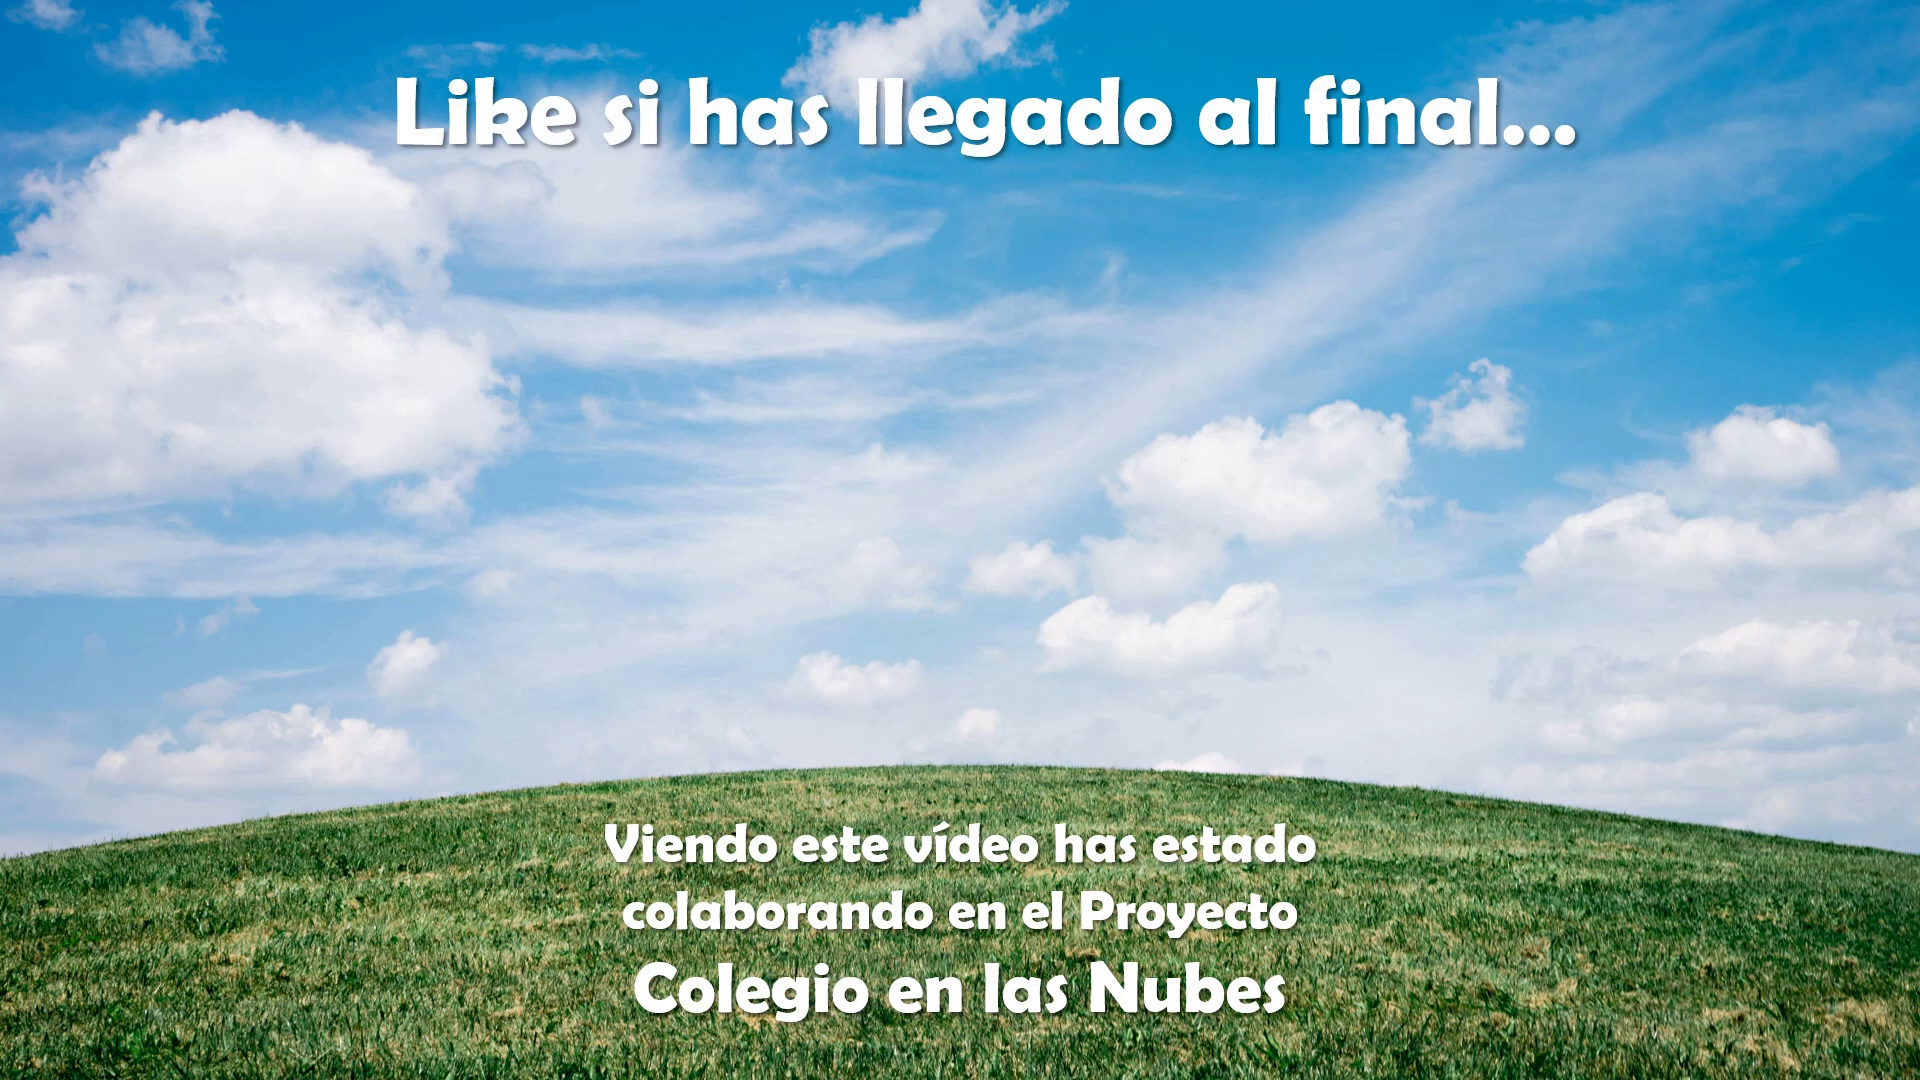 Like si has llegado al final...
Viendo este vídeo has estado
colaborando en el Proyecto
Colegio en las Nubes